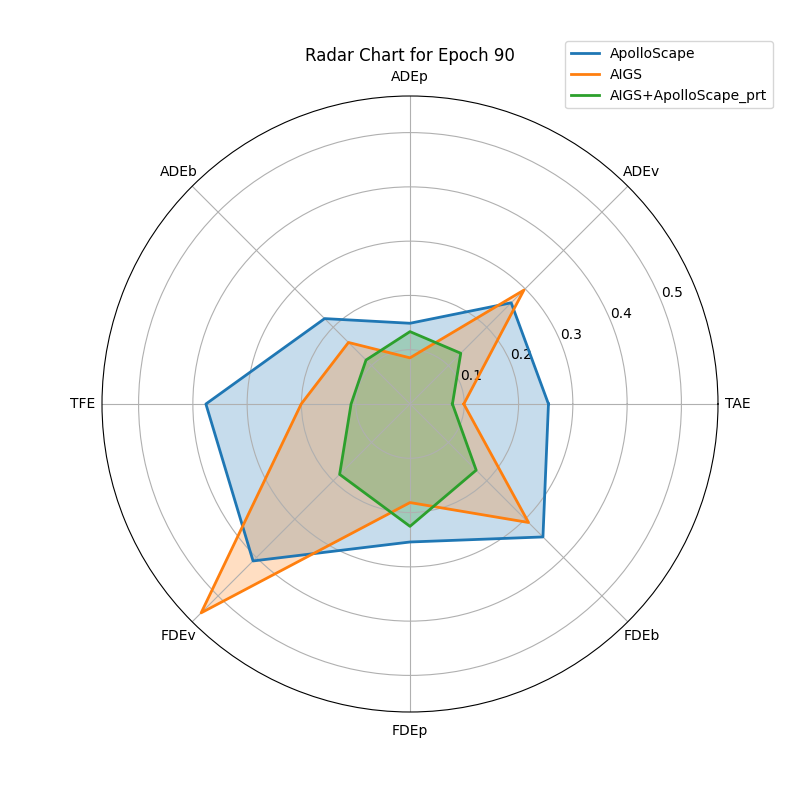 Radar Chart for Epoch 90
ApolloScape
AIGS
AIGS+ApolloScape_prt
ADEp
ADEb
ADEv
0.5
0.4
0.3
0.2
0.1
TFE
TAE
FDEv
FDEb
FDEp